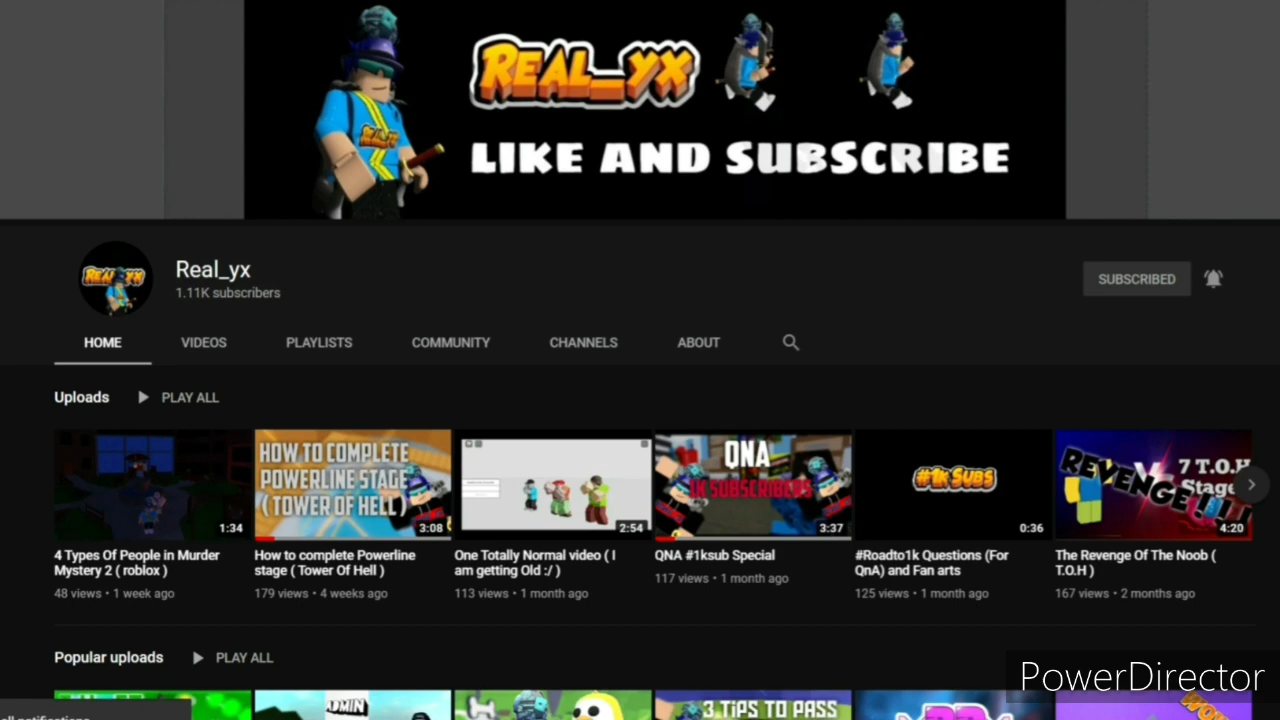 REAL_YX
LIKE AND SUBSCRIBE
Real_yx
1.11K subscribers
SUBSCRIBED
HOME VIDEOS PLAYLISTS COMMUNITY CHANNELS ABOUT
Uploads PLAY ALL
1:34
HOW TO COMPLETE
POWERLINE STAGE
( TOWER OF HELL )
3:08
2:54
QNA
1K SUBSCRIBERS
3:37
#1K SUBS
0:36
REVENGE !!!
7 T.O.H
Stage
4:20
4 Types Of People in Murder
Mystery 2 ( roblox )
48 views • 1 week ago
How to complete Powerline
stage ( Tower Of Hell )
179 views • 4 weeks ago
One Totally Normal video ( I
am getting Old :/ )
113 views • 1 month ago
QNA #1ksub Special
117 views • 1 month ago
#Roadto1k Questions (For
QnA) and Fan arts
125 views • 1 month ago
The Revenge Of The Noob (
T.O.H )
167 views • 2 months ago
Popular uploads PLAY ALL
ADMIN
3 TIPS TO PASS
PowerDirector